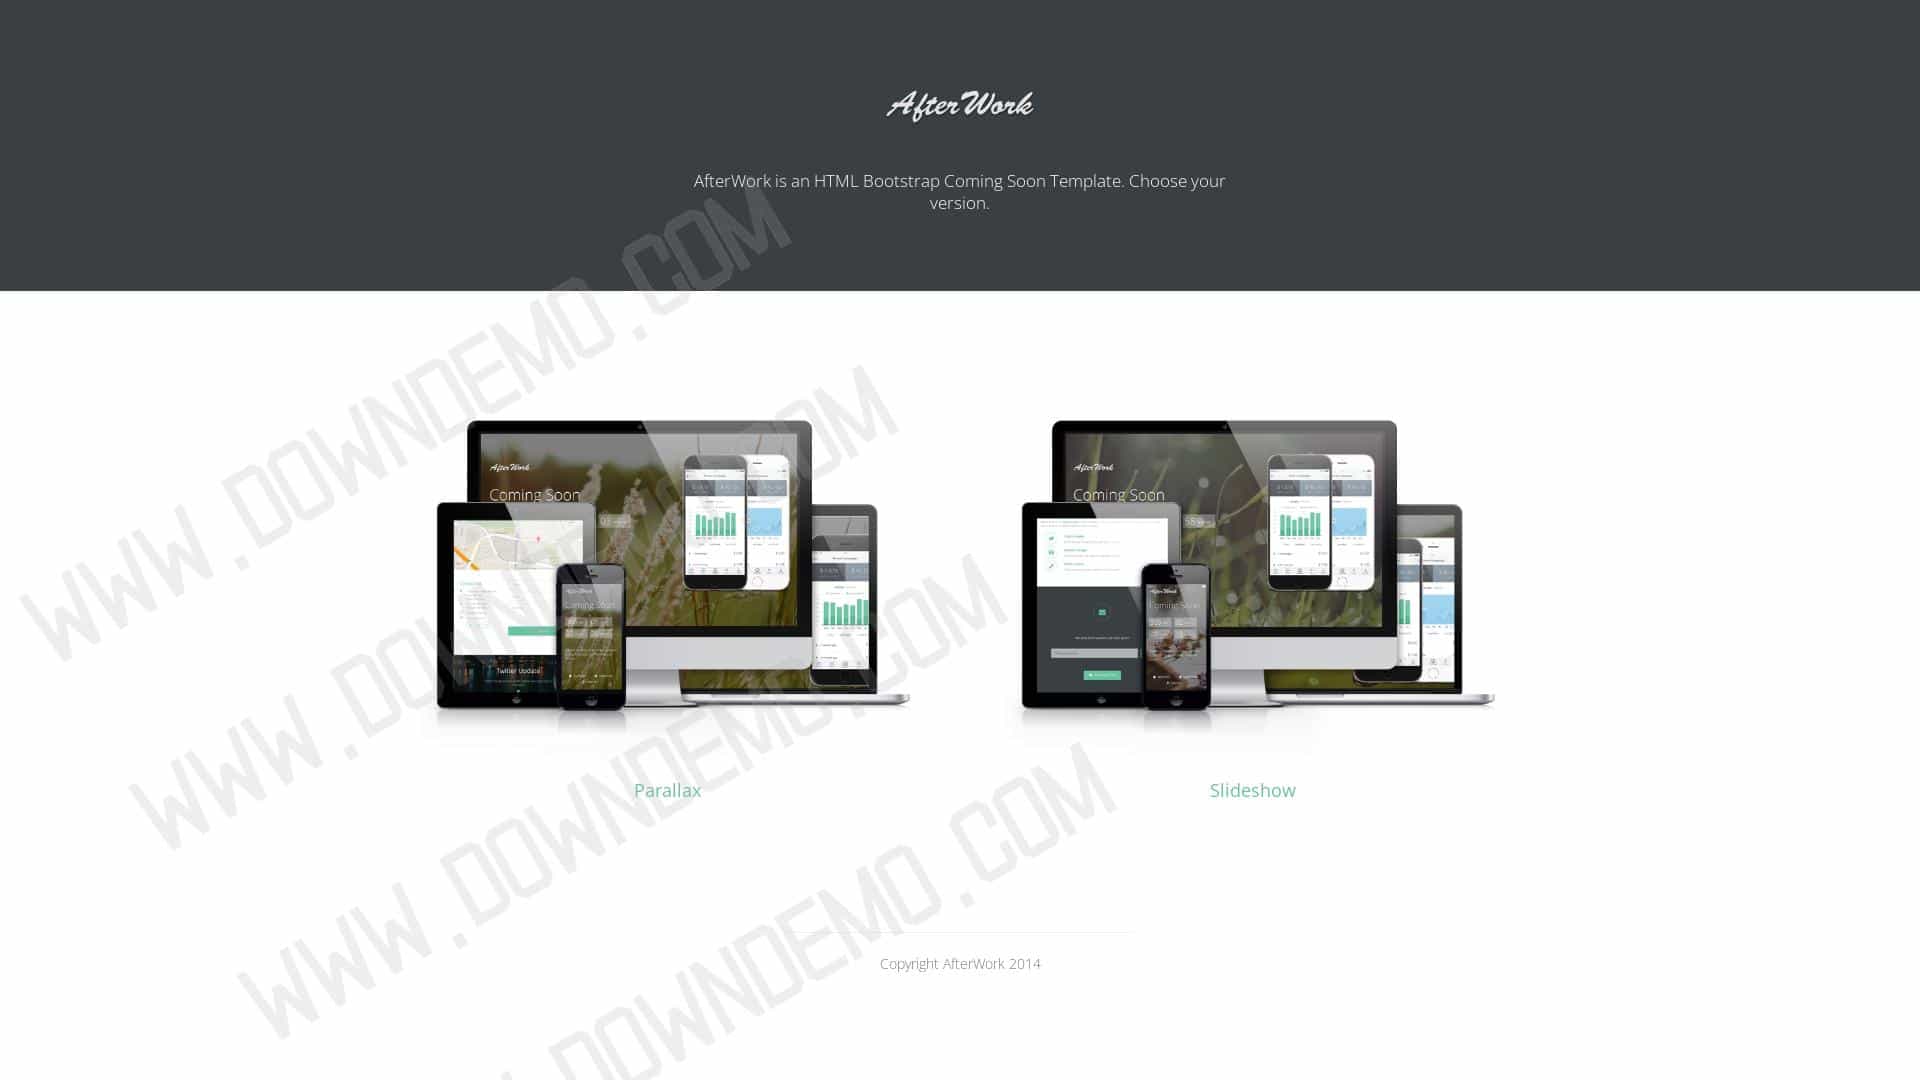 AfterWork
AfterWork is an HTML Bootstrap Coming Soon Template. Choose your
version.
WWW.DOWNDEMO.COM
WWW.DOWNDEMO.COM
WWW.DOWNDEMO.COM
DOWNDEMO.COM
AfterWork
Coming Soon
Twitter Update
AfterWork
Coming Soon
AfterWork
Coming Soon
AfterWork
Coming Soon
Parallax
Slideshow
Copyright AfterWork 2014